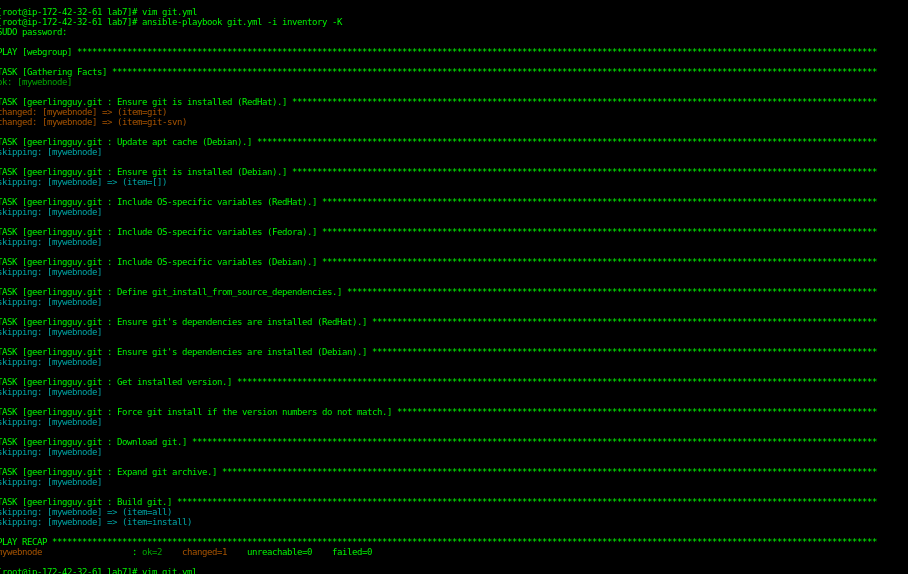 [root@ip-172-42-32-61 lab7]# vim git.yml
[root@ip-172-42-32-61 lab7]# ansible-playbook git.yml -i inventory -K
SUDO password:
PLAY [webgroup] ****************************************************************************************************************************************************************
TASK [Gathering Facts] *********************************************************************************************************************************************************
ok: [mywebnode]
TASK [geerlingguy.git : Ensure git is installed (RedHat).] *********************************************************************************************************************
changed: [mywebnode] => (item=git)
changed: [mywebnode] => (item=git-svn)
TASK [geerlingguy.git : Update apt cache (Debian).] ****************************************************************************************************************************
skipping: [mywebnode]
TASK [geerlingguy.git : Ensure git is installed (Debian).] *********************************************************************************************************************
skipping: [mywebnode] => (item=[])
TASK [geerlingguy.git : Include OS-specific variables (RedHat).] ***************************************************************************************************************
skipping: [mywebnode]
TASK [geerlingguy.git : Include OS-specific variables (Fedora).] ***************************************************************************************************************
skipping: [mywebnode]
TASK [geerlingguy.git : Include OS-specific variables (Debian).] ***************************************************************************************************************
skipping: [mywebnode]
TASK [geerlingguy.git : Define git_install_from_source_dependencies.] **********************************************************************************************************
skipping: [mywebnode]
TASK [geerlingguy.git : Ensure git's dependencies are installed (RedHat).] *****************************************************************************************************
skipping: [mywebnode]
TASK [geerlingguy.git : Ensure git's dependencies are installed (Debian).] *****************************************************************************************************
skipping: [mywebnode]
TASK [geerlingguy.git : Get installed version.] ********************************************************************************************************************************
skipping: [mywebnode]
TASK [geerlingguy.git : Force git install if the version numbers do not match.] ************************************************************************************************
skipping: [mywebnode]
TASK [geerlingguy.git : Download git.] *****************************************************************************************************************************************
skipping: [mywebnode]
TASK [geerlingguy.git : Expand git archive.] ***********************************************************************************************************************************
skipping: [mywebnode]
TASK [geerlingguy.git : Build git.] ********************************************************************************************************************************************
skipping: [mywebnode] => (item=all)
skipping: [mywebnode] => (item=install)
PLAY RECAP *********************************************************************************************************************************************************************
mywebnode : ok=2 changed=1 unreachable=0 failed=0
[root@ip-172-42-32-61 lab7]# vim git.yml